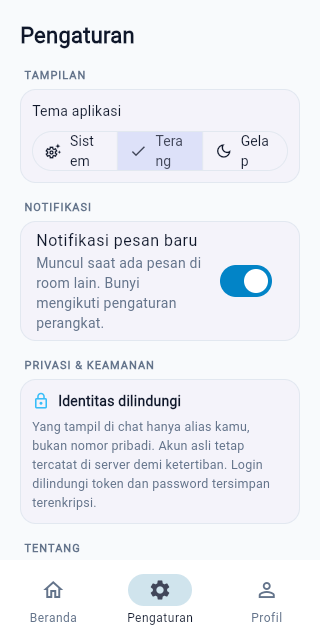 Pengaturan
TAMPILAN
Tema aplikasi
Sist
em
Tera
ng
Gela
p
NOTIFIKASI
Notifikasi pesan baru
Muncul saat ada pesan di
room lain. Bunyi
mengikuti pengaturan
perangkat.
PRIVASI & KEAMANAN
Identitas dilindungi
Yang tampil di chat hanya alias kamu,
bukan nomor pribadi. Akun asli tetap
tercatat di server demi ketertiban. Login
dilindungi token dan password tersimpan
terenkripsi.
TENTANG
Beranda
Pengaturan
Profil